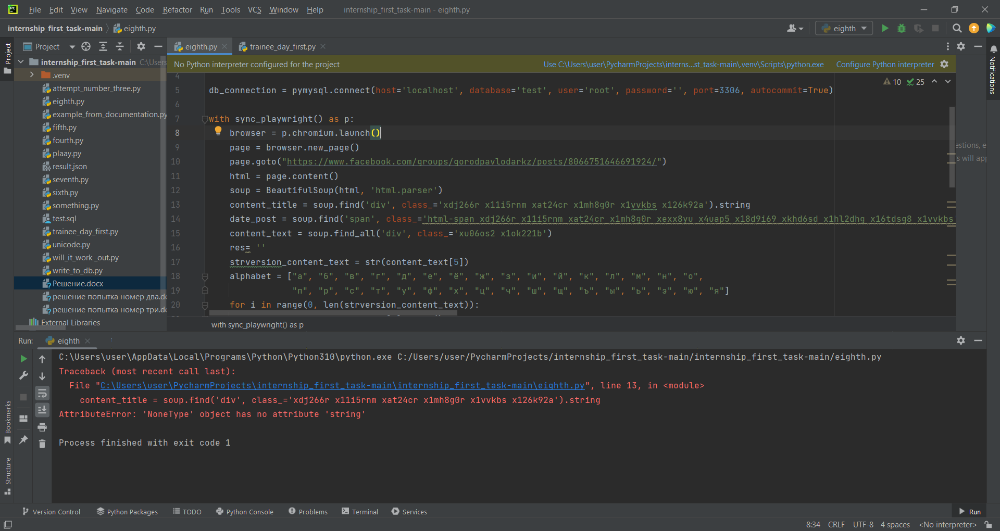 File Edit View Navigate Code Refactor Run Tools VCS Window Help internship_first_task-main - eighth.py
internship_first_task-main eighth.py eighth
Project
eighth.py trainee_day_first.py
No Python interpreter configured for the project Use C:\Users\user\PycharmProjects\interns...st_task-main\.venv\Scripts\python.exe Configure Python interpreter
Project
Bookmarks
Structure
Notifications
internship_first_task-main C:\Users
.venv
attempt_number_three.py
eighth.py
example_from_documentation.py
fifth.py
fourth.py
plaay.py
result.json
seventh.py
sixth.py
something.py
test.sql
trainee_day_first.py
unicode.py
will_it_work _out.py
write_to_db.py
Решение.docx
решение попытка номер два.do
решение попытка номер три.do
External Libraries
10 25
4
5 db_connection = pymysql.connect(host='localhost', database='test', user='root', password='', port=3306, autocommit=True)
6
7 with sync_playwright() as p:
8 browser = p.chromium.launch()
9 page = browser.new_page()
10 page.goto("https://www.facebook.com/groups/gorodpavlodarkz/posts/8066751646691924/")
11 html = page.content()
12 soup = BeautifulSoup(html, 'html.parser')
13 content_title = soup.find('div', class_='xdj266r x11i5rnm xat24cr x1mh8g0r x1vvkbs x126k92a').string
14 date_post = soup.find('span', class_='html-span xdj266r x11i5rnm xat24cr x1mh8g0r xexx8yu x4uap5 x18d9i69 xkhd6sd x1hl2dhg x16tdsg8 x1vvkbs
15 content_text = soup.find_all('div', class_='xu06os2 x1ok221b')
16 res= ''
17 strversion_content_text = str(content_text[5])
18 alphabet = ["а", "б", "в", "г", "д", "е", "ё", "ж", "з", "и", "й", "к", "л", "м", "н", "о",
19 "п", "р", "с", "т", "у", "ф", "х", "ц", "ч", "ш", "щ", "ъ", "ы", "ь", "э", "ю", "я"]
20 for i in range(0, len(strversion_content_text)):
with sync_playwright() as p
estions, e
s will app
Run: eighth
C:\Users\user\AppData\Local\Programs\Python\Python310\python.exe C:/Users/user/PycharmProjects/internship_first_task-main/internship_first_task-main/eighth.py
Traceback (most recent call last):
File "C:\Users\user\PycharmProjects\internship_first_task-main\internship_first_task-main\eighth.py", line 13, in <module>
content_title = soup.find('div', class_='xdj266r x11i5rnm xat24cr x1mh8g0r x1vvkbs x126k92a').string
AttributeError: 'NoneType' object has no attribute 'string'
Process finished with exit code 1
Version Control Python Packages TODO Python Console Problems Terminal Services Run
8:34 CRLF UTF-8 4 spaces <No interpreter>